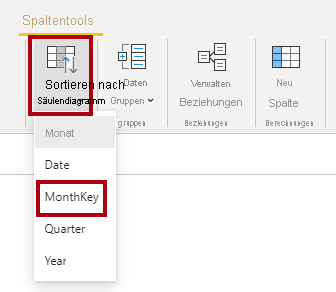 Spaltentools
Sortieren nach
Säulendiagramm
Daten
Gruppen
Verwalten
Beziehungen
Neu
Spalte
gruppen
Beziehungen
Berechnungen
Monat
Date
MonthKey
Quarter
Year